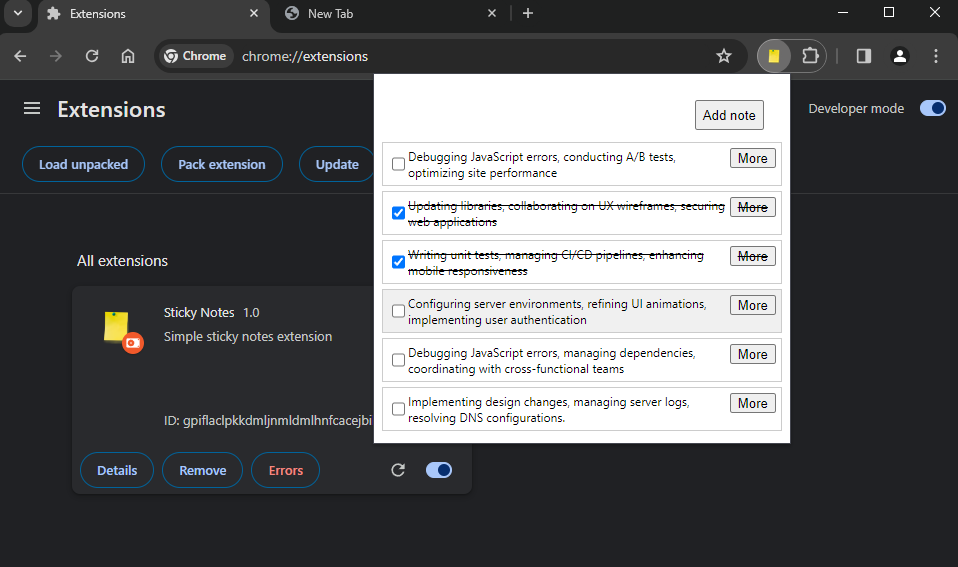 Extensions
New Tab
Chrome
chrome://extensions
Extensions
Developer mode
Load unpacked
Pack extension
Update
Add note
Debugging JavaScript errors, conducting A/B tests,
optimizing site performance
More
Updating libraries, collaborating on UX wireframes, securing
web applications
More
Writing unit tests, managing CI/CD pipelines, enhancing
mobile responsiveness
More
Configuring server environments, refining UI animations,
implementing user authentication
More
Debugging JavaScript errors, managing dependencies,
coordinating with cross-functional teams
More
Implementing design changes, managing server logs,
resolving DNS configurations.
More
All extensions
Sticky Notes 1.0
Simple sticky notes extension
ID: gpiflaclpkkdmljnmldmlhnfcacejbi
Details
Remove
Errors